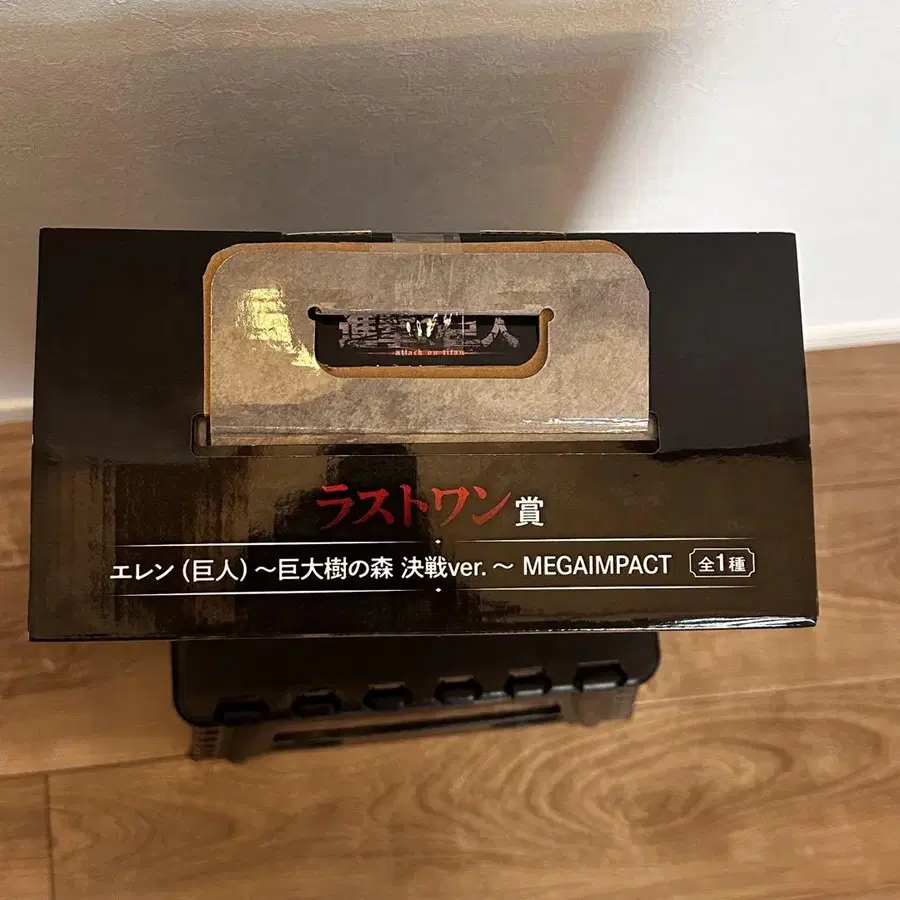 進撃の巨人
attack on titan
ラストワン賞
エレン（巨人）～巨大樹の森 決戦ver.～ MEGAIMPACT 全1種